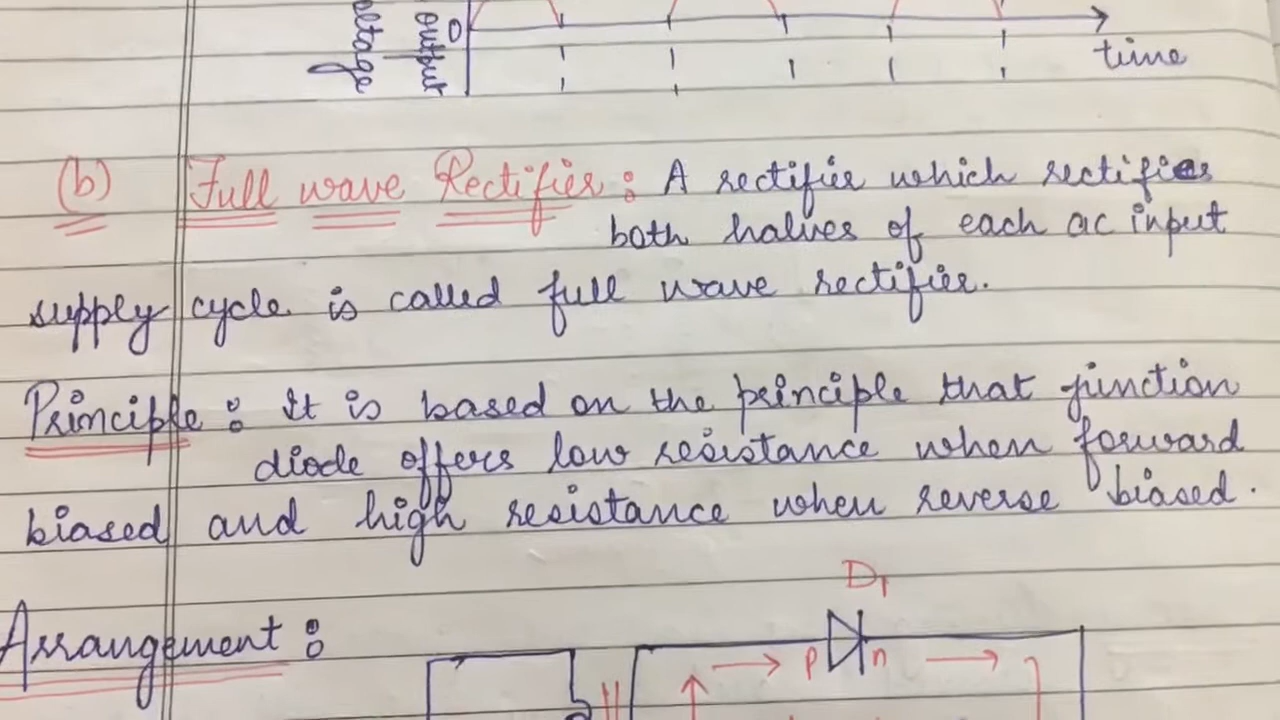 oltage
output
0
time
(b) Full wave Rectifier : A rectifier which rectifies
both halves of each ac input
supply cycle is called full wave rectifier.
Principle : It is based on the principle that junction
diode offers low resistance when forward
biased and high resistance when reverse biased.
D1
Arrangement :
p n